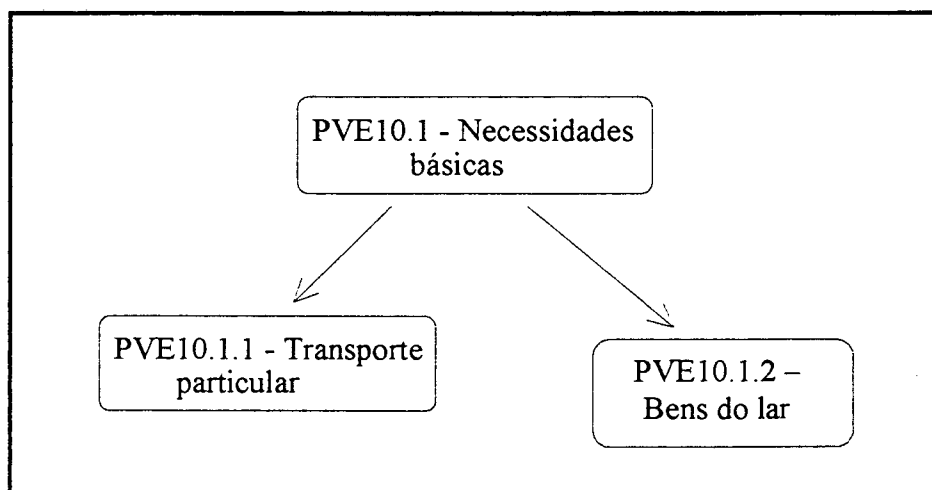 PVE10.1 - Necessidades
básicas
PVE10.1.1 - Transporte
particular
PVE10.1.2 –
Bens do lar